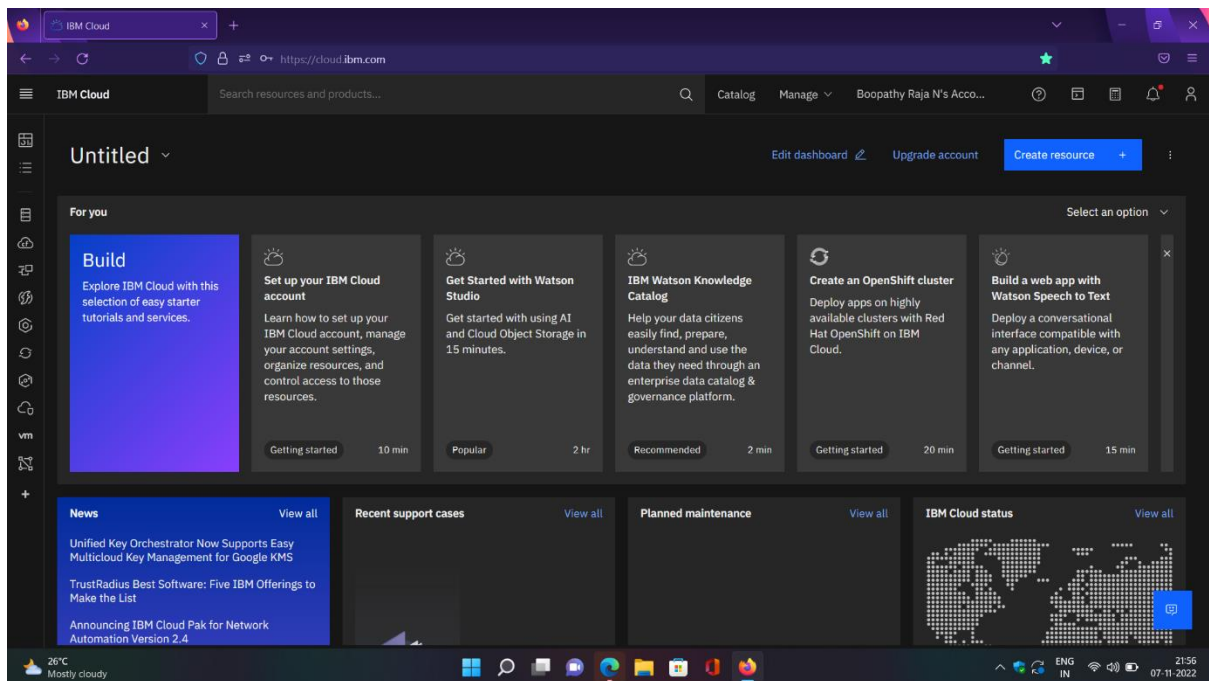 IBM Cloud
https://cloud.ibm.com
IBM Cloud
Search resources and products...
Catalog
Manage
Boopathy Raja N's Acco...
Untitled
Edit dashboard
Upgrade account
Create resource +
For you
Select an option
Build
Explore IBM Cloud with this
selection of easy starter
tutorials and services.
Set up your IBM Cloud
account
Learn how to set up your
IBM Cloud account, manage
your account settings,
organize resources, and
control access to those
resources.
Getting started
10 min
Get Started with Watson
Studio
Get started with using AI
and Cloud Object Storage in
15 minutes.
Popular
2 hr
IBM Watson Knowledge
Catalog
Help your data citizens
easily find, prepare,
understand and use the
data they need through an
enterprise data catalog &
governance platform.
Recommended
2 min
Create an OpenShift cluster
Deploy apps on highly
available clusters with Red
Hat OpenShift on IBM
Cloud.
Getting started
20 min
Build a web app with
Watson Speech to Text
Deploy a conversational
interface compatible with
any application, device, or
channel.
Getting started
15 min
vm
News
View all
Unified Key Orchestrator Now Supports Easy
Multicloud Key Management for Google KMS
TrustRadius Best Software: Five IBM Offerings to
Make the List
Announcing IBM Cloud Pak for Network
Automation Version 2.4
Recent support cases
View all
Planned maintenance
View all
IBM Cloud status
View all
26°C
Mostly cloudy
ENG
IN
21:56
07-11-2022